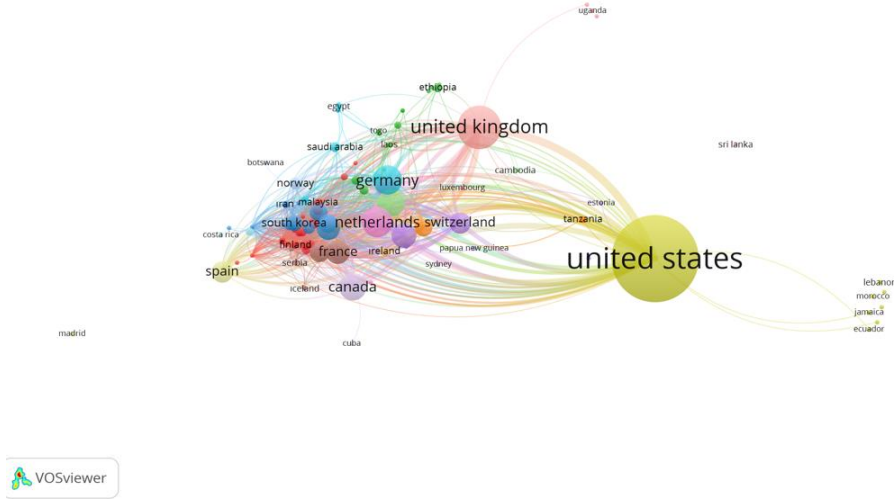 uganda
ethiopia
egypt
togo
united kingdom
laos
saudi arabia
sri lanka
botswana
cambodia
norway
germany
luxembourg
iran
malaysia
estonia
south korea
netherlands
switzerland
tanzania
costa rica
finland
france
ireland
papua new guinea
serbia
sydney
united states
spain
iceland
canada
lebanon
morocco
jamaica
ecuador
madrid
cuba
VOSviewer